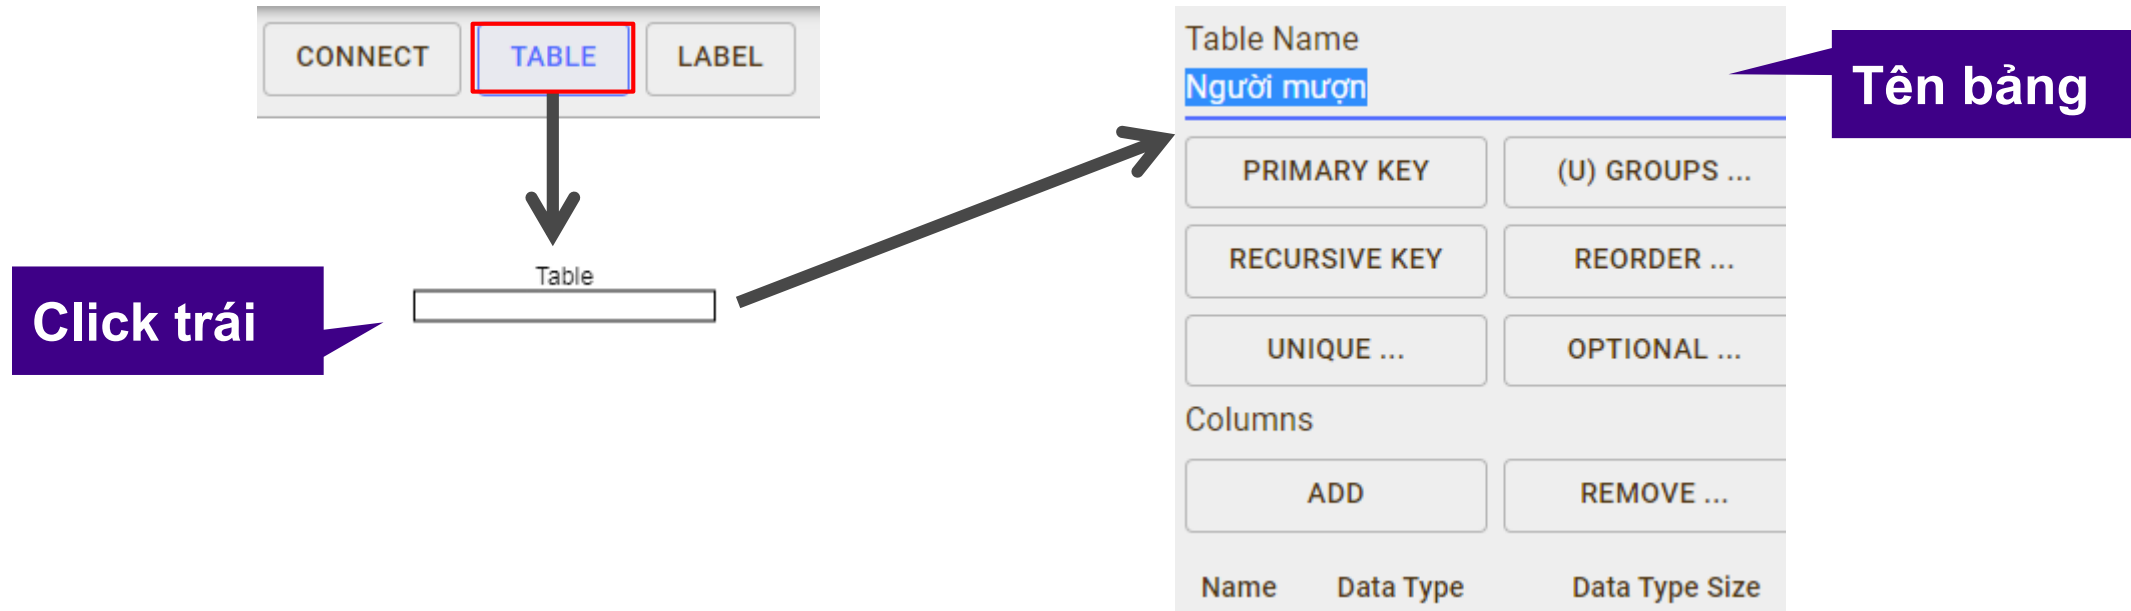 CONNECT TABLE LABEL
Table
Click trái
Table Name
Người mượn
Tên bảng
PRIMARY KEY (U) GROUPS ...
RECURSIVE KEY REORDER ...
UNIQUE ... OPTIONAL ...
Columns
ADD REMOVE ...
Name Data Type Data Type Size